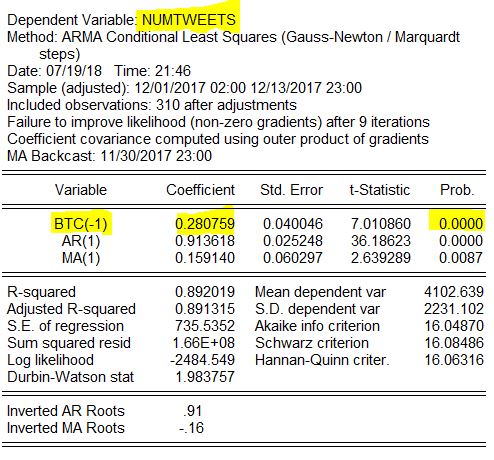 Dependent Variable: NUMTWEETS
Method: ARMA Conditional Least Squares (Gauss-Newton / Marquardt
steps)
Date: 07/19/18 Time: 21:46
Sample (adjusted): 12/01/2017 02:00 12/13/2017 23:00
Included observations: 310 after adjustments
Failure to improve likelihood (non-zero gradients) after 9 iterations
Coefficient covariance computed using outer product of gradients
MA Backcast: 11/30/2017 23:00
Variable Coefficient Std. Error t-Statistic Prob.
BTC(-1) 0.280759 0.040046 7.010860 0.0000
AR(1) 0.913618 0.025248 36.18623 0.0000
MA(1) 0.159140 0.060297 2.639289 0.0087
R-squared 0.892019 Mean dependent var 4102.639
Adjusted R-squared 0.891315 S.D. dependent var 2231.102
S.E. of regression 735.5352 Akaike info criterion 16.04870
Sum squared resid 1.66E+08 Schwarz criterion 16.08486
Log likelihood -2484.549 Hannan-Quinn criter. 16.06316
Durbin-Watson stat 1.983757
Inverted AR Roots .91
Inverted MA Roots -.16